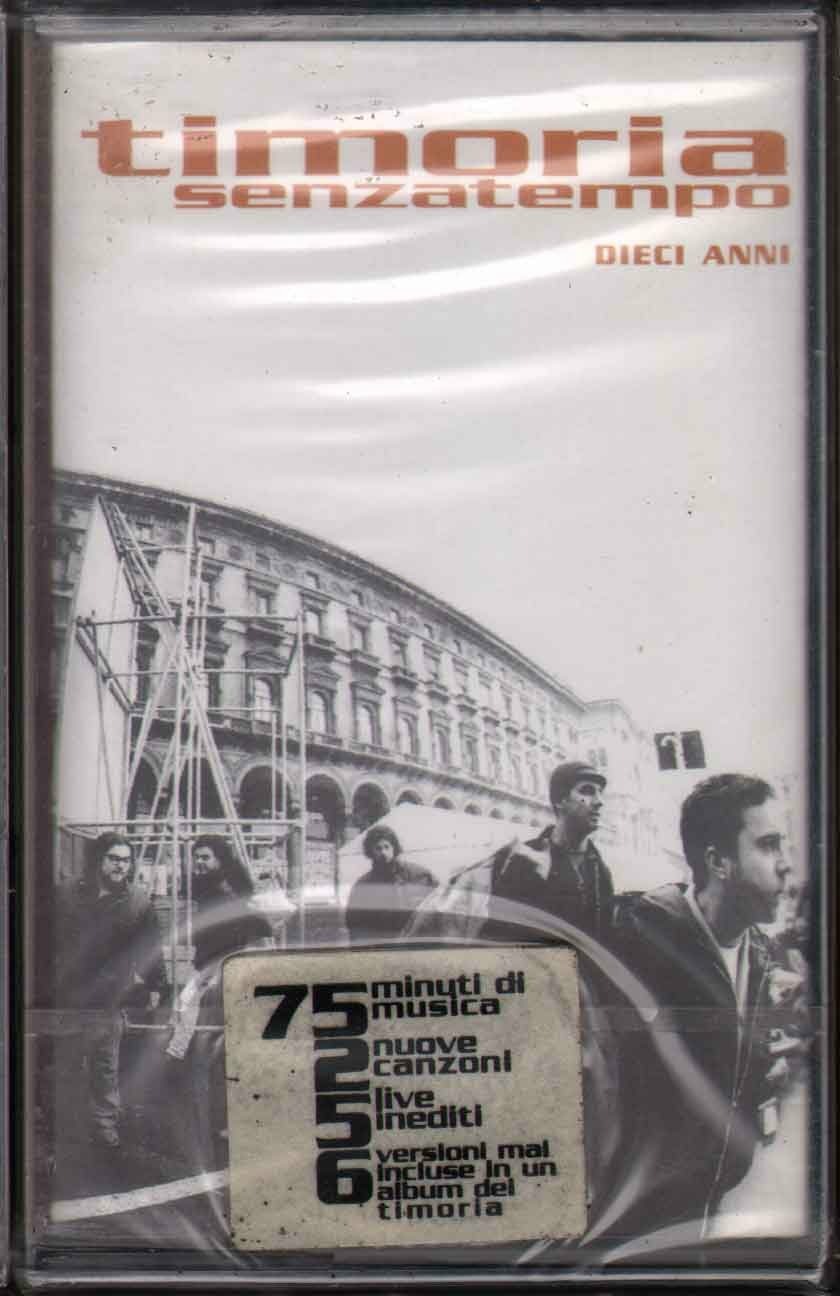 timoria
senzatempo
DIECI ANNI
75 minuti di
musica
2 nuove
canzoni
5 live
inediti
6 versioni mai
incluse in un
album dei
timoria